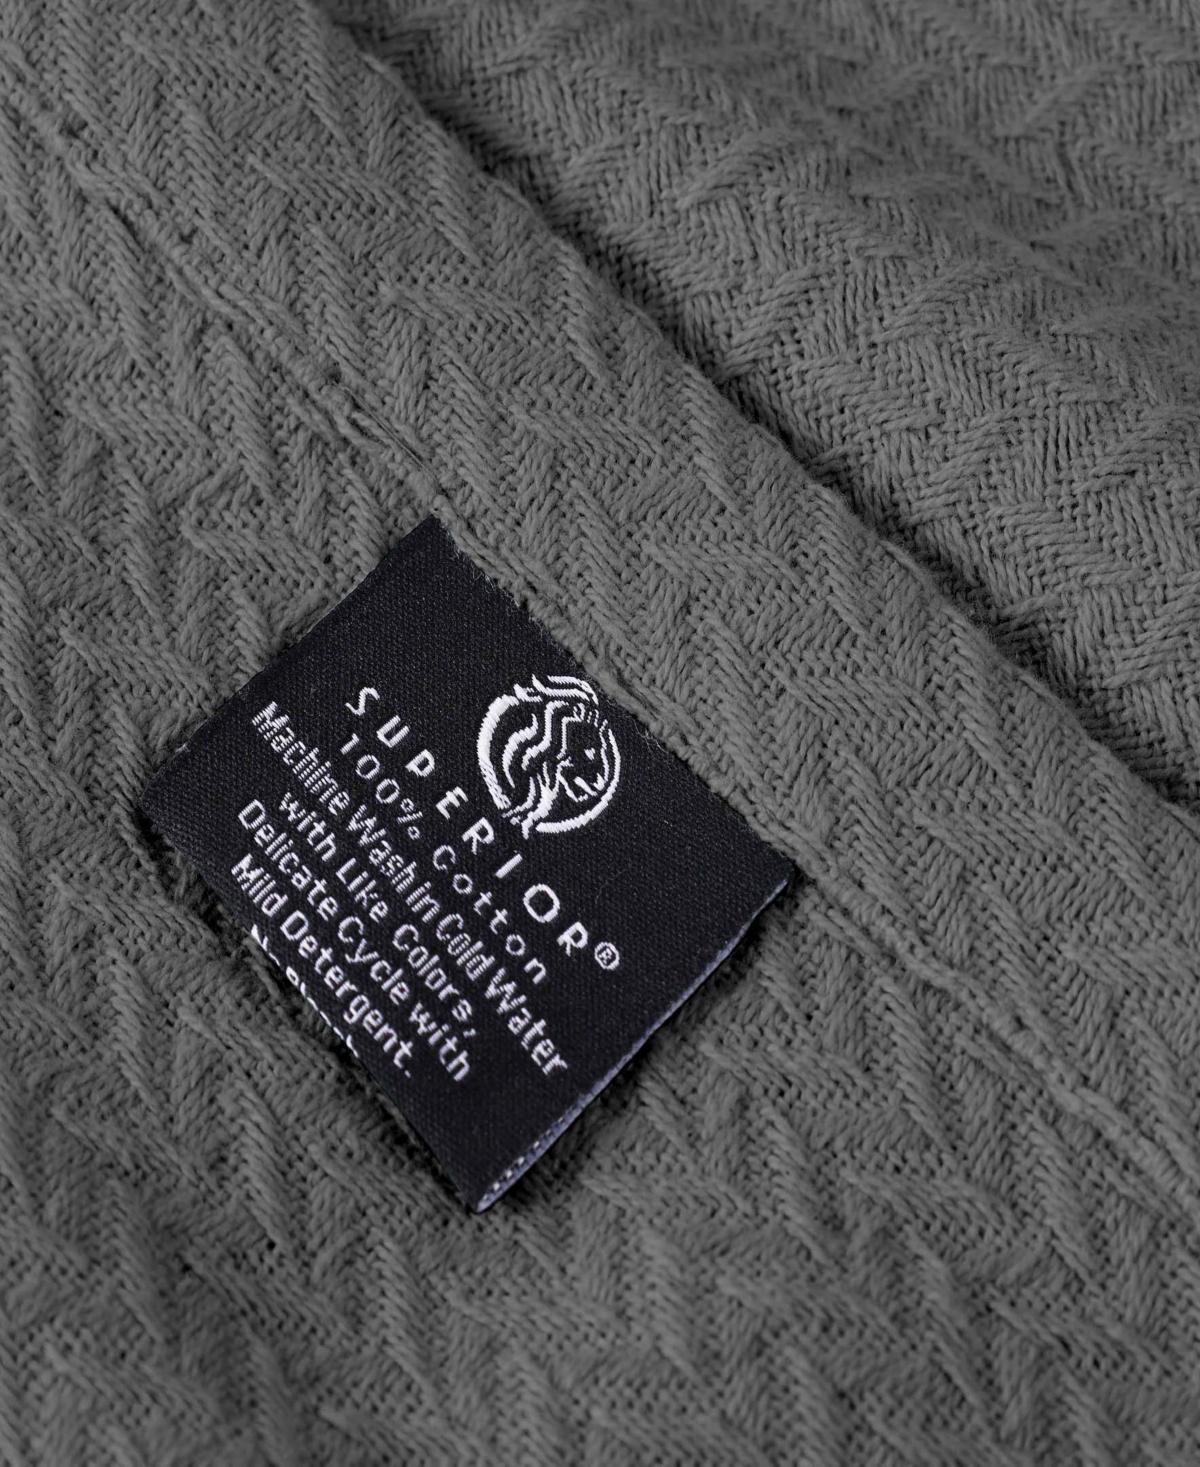 SUPERIOR®
100% Cotton
Machine Wash in Cold Water
with Like Colors,
Delicate Cycle with
Mild Detergent.